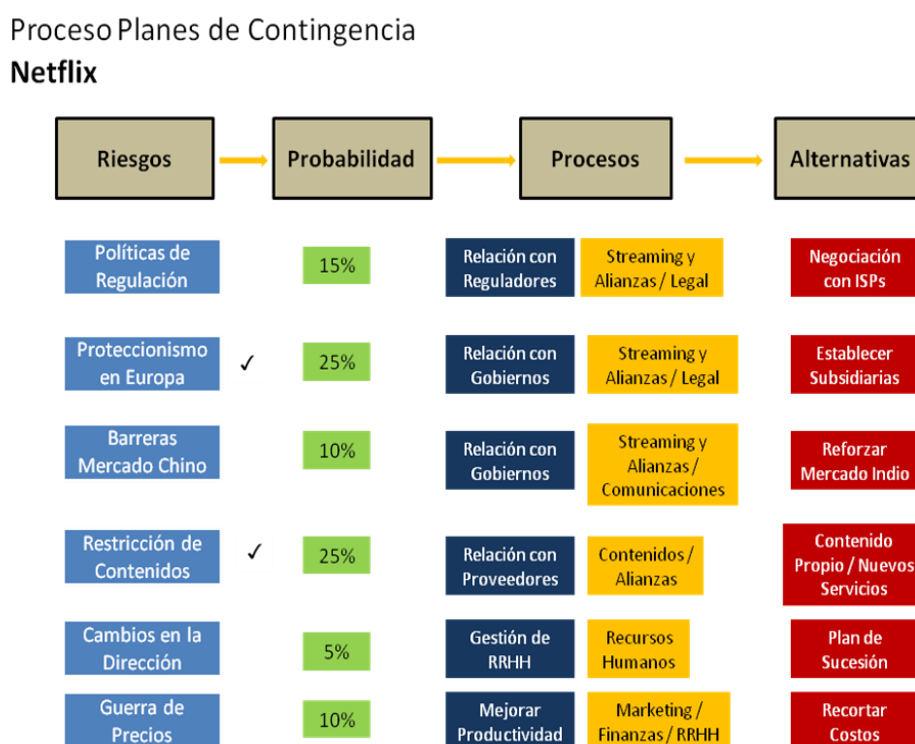 Proceso Planes de Contingencia
Netflix
Riesgos
Probabilidad
Procesos
Alternativas
Políticas de
Regulación
15%
Relación con
Reguladores
Streaming y
Alianzas / Legal
Negociación
con ISPs
Proteccionismo
en Europa
✓
25%
Relación con
Gobiernos
Streaming y
Alianzas / Legal
Establecer
Subsidiarias
Barreras
Mercado Chino
10%
Relación con
Gobiernos
Streaming y
Alianzas /
Comunicaciones
Reforzar
Mercado Indio
Restricción de
Contenidos
✓
25%
Relación con
Proveedores
Contenidos /
Alianzas
Contenido
Propio / Nuevos
Servicios
Cambios en la
Dirección
5%
Gestión de
RRHH
Recursos
Humanos
Plan de
Sucesión
Guerra de
Precios
10%
Mejorar
Productividad
Marketing /
Finanzas / RRHH
Recortar
Costos